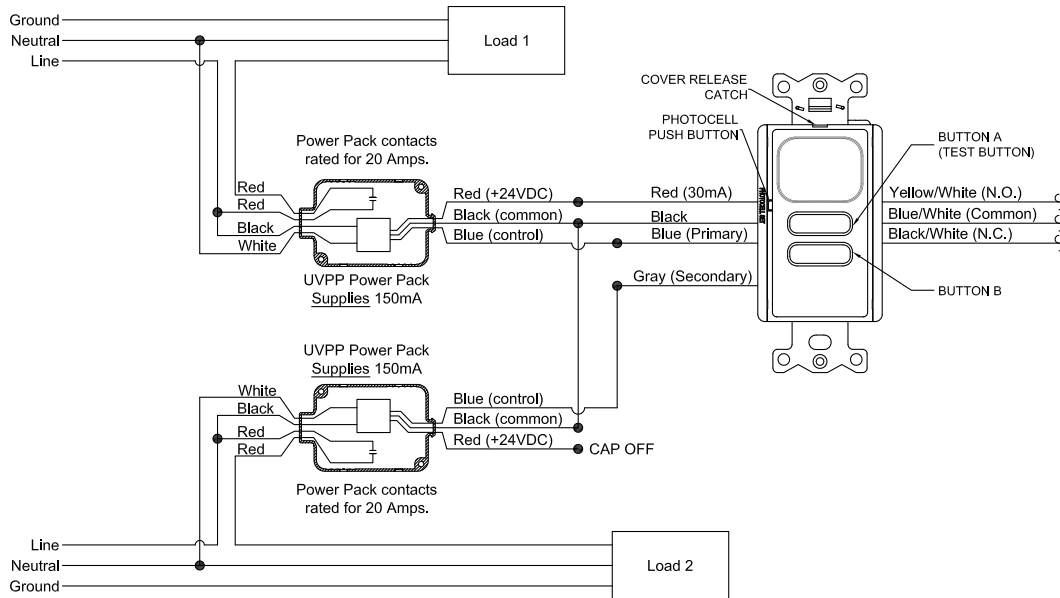 Ground
Neutral
Line
Load 1
COVER RELEASE
CATCH
PHOTOCELL
PUSH BUTTON
BUTTON A
(TEST BUTTON)
Power Pack contacts
rated for 20 Amps.
Red
Red
Black
White
Red (+24VDC)
Black (common)
Blue (control)
Red (30mA)
Black
Blue (Primary)
Gray (Secondary)
Yellow/White (N.O.)
Blue/White (Common)
Black/White (N.C.)
BUTTON B
UVPP Power Pack
Supplies 150mA
UVPP Power Pack
Supplies 150mA
White
Black
Red
Red
Blue (control)
Black (common)
Red (+24VDC)
CAP OFF
Power Pack contacts
rated for 20 Amps.
Line
Neutral
Ground
Load 2